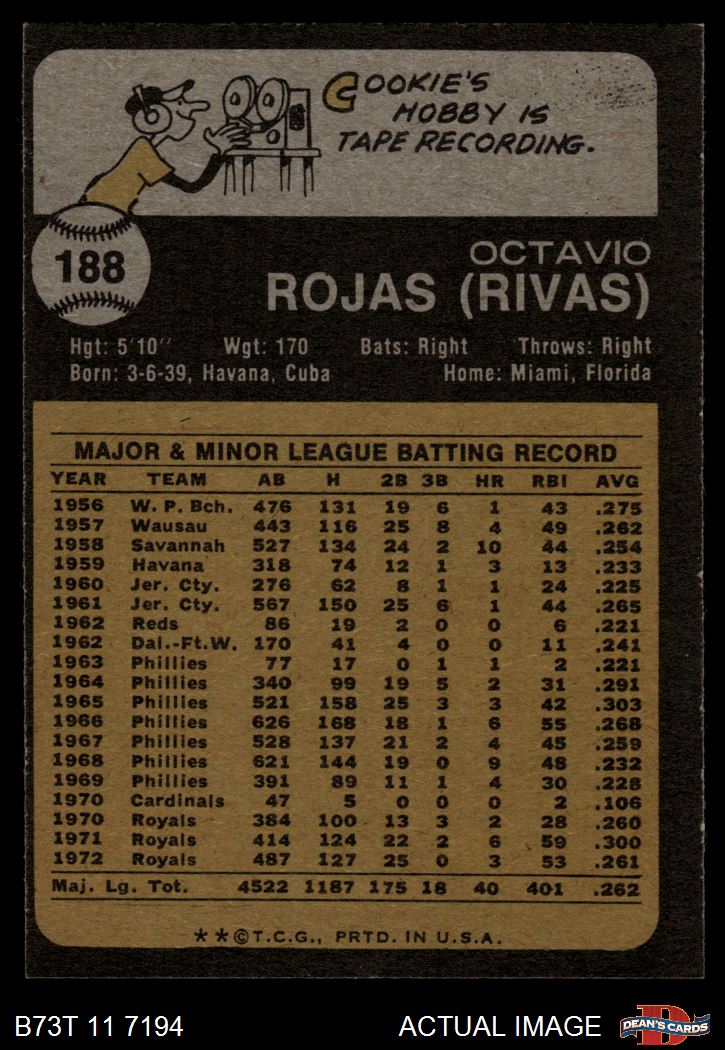 COOKIE'S
HOBBY IS
TAPE RECORDING.
188
OCTAVIO
ROJAS (RIVAS)
Hgt: 5'10" Wgt: 170 Bats: Right Throws: Right
Born: 3-6-39, Havana, Cuba Home: Miami, Florida
MAJOR & MINOR LEAGUE BATTING RECORD
YEAR TEAM AB H 2B 3B HR RBI AVG
1956 W. P. Bch. 476 131 19 6 1 43 .275
1957 Wausau 443 116 25 8 4 49 .262
1958 Savannah 527 134 24 2 10 44 .254
1959 Havana 318 74 12 1 3 13 .233
1960 Jer. Cty. 276 62 8 1 1 24 .225
1961 Jer. Cty. 567 150 25 6 1 44 .265
1962 Reds 86 19 2 0 0 6 .221
1962 Dal.-Ft.W. 170 41 4 0 0 11 .241
1963 Phillies 77 17 0 1 1 2 .221
1964 Phillies 340 99 19 5 2 31 .291
1965 Phillies 521 158 25 3 3 42 .303
1966 Phillies 626 168 18 1 6 55 .268
1967 Phillies 528 137 21 2 4 45 .259
1968 Phillies 621 144 19 0 9 48 .232
1969 Phillies 391 89 11 1 4 30 .228
1970 Cardinals 47 5 0 0 0 2 .106
1970 Royals 384 100 13 3 2 28 .260
1971 Royals 414 124 22 2 6 59 .300
1972 Royals 487 127 25 0 3 53 .261
Maj. Lg. Tot. 4522 1187 175 18 40 401 .262
**©T.C.G., PRTD. IN U.S.A.
B73T 11 7194 ACTUAL IMAGE D DEAN'S CARDS